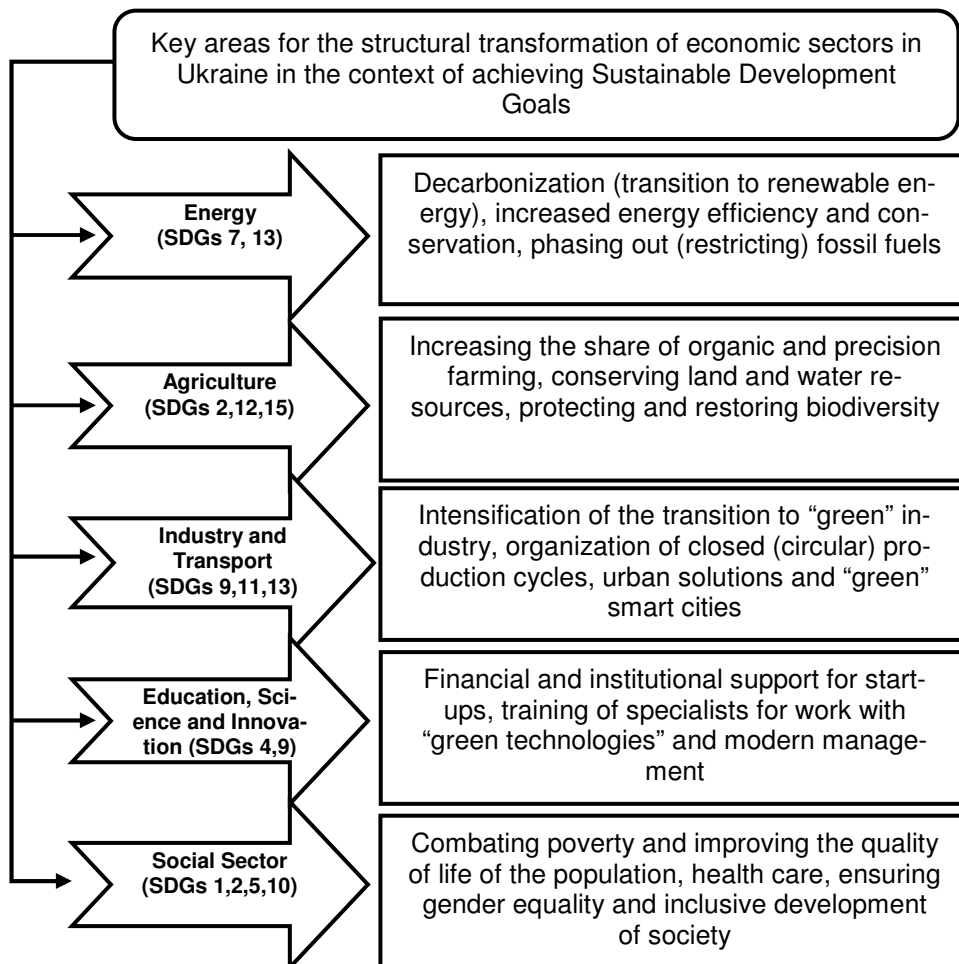 Key areas for the structural transformation of economic sectors in
Ukraine in the context of achieving Sustainable Development
Goals
Energy
(SDGs 7, 13)
Decarbonization (transition to renewable en-
ergy), increased energy efficiency and con-
servation, phasing out (restricting) fossil fuels
Agriculture
(SDGs 2,12,15)
Increasing the share of organic and precision
farming, conserving land and water re-
sources, protecting and restoring biodiversity
Industry and
Transport
(SDGs 9,11,13)
Intensification of the transition to “green” in-
dustry, organization of closed (circular) pro-
duction cycles, urban solutions and “green”
smart cities
Education, Sci-
ence and Innova-
tion (SDGs 4,9)
Financial and institutional support for start-
ups, training of specialists for work with
“green technologies” and modern manage-
ment
Social Sector
(SDGs 1,2,5,10)
Combating poverty and improving the quality
of life of the population, health care, ensuring
gender equality and inclusive development
of society